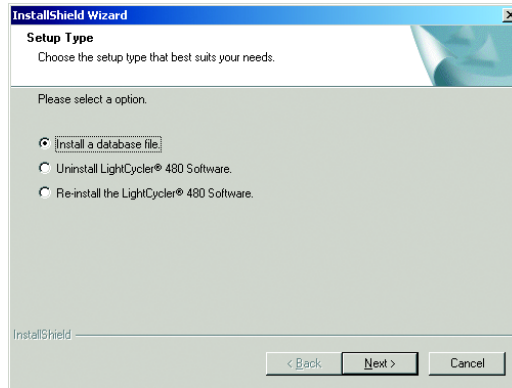 InstallShield Wizard
Setup Type
Choose the setup type that best suits your needs.
Please select a option.
Install a database file.
Uninstall LightCycler® 480 Software.
Re-install the LightCycler® 480 Software.
InstallShield
< Back
Next >
Cancel